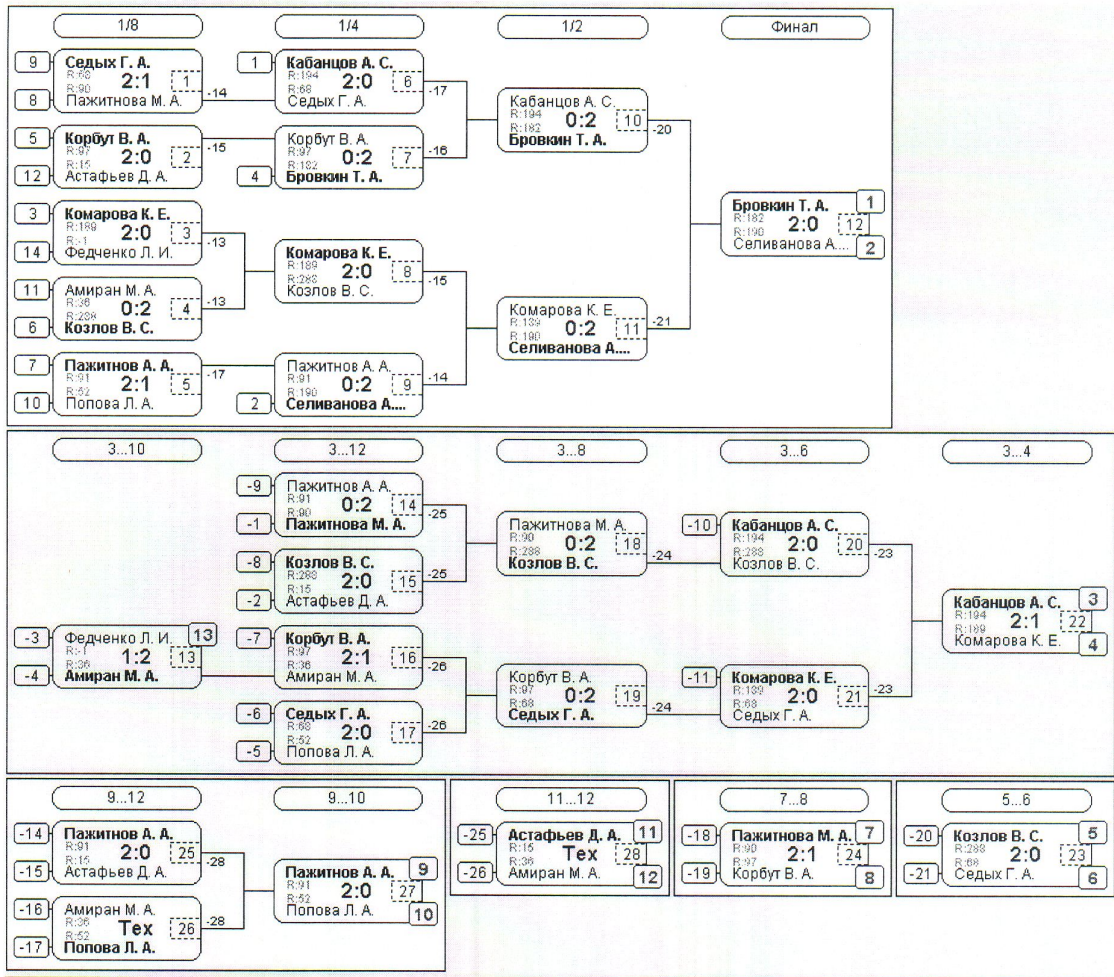 1/8
1/4
1/2
Финал
9 Седых Г. А.
R:68
R:90 2:1 1
8 Пажитнова М. А. -14
5 Корбут В. А.
R:97
R:15 2:0 2 -15
12 Астафьев Д. А.
3 Комарова К. Е.
R:189
R:-1 2:0 3 -13
14 Федченко Л. И.
11 Амиран М. А.
R:36
R:288 0:2 4 -13
6 Козлов В. С.
7 Пажитнов А. А.
R:91
R:52 2:1 5 -17
10 Попова Л. А.
1 Кабанцов А. С.
R:194
R:68 2:0 6 -17
Седых Г. А.
Корбут В. А.
R:97
R:182 0:2 7 -16
4 Бровкин Т. А.
Комарова К. Е.
R:189
R:288 2:0 8 -15
Козлов В. С.
Пажитнов А. А.
R:91
R:190 0:2 9 -14
2 Селиванова А....
Кабанцов А. С.
R:194
R:182 0:2 10 -20
Бровкин Т. А.
Комарова К. Е.
R:189
R:190 0:2 11 -21
Селиванова А....
Бровкин Т. А. 1
R:182
R:190 2:0 12
Селиванова А.... 2
3...10
3...12
3...8
3...6
3...4
-3 Федченко Л. И. 13
R:-1
R:36 1:2 13
-4 Амиран М. А.
-9 Пажитнов А. А.
R:91
R:90 0:2 14 -25
-1 Пажитнова М. А.
-8 Козлов В. С.
R:288
R:15 2:0 15 -25
-2 Астафьев Д. А.
-7 Корбут В. А.
R:97
R:36 2:1 16 -26
Амиран М. А.
-6 Седых Г. А.
R:68
R:52 2:0 17 -26
-5 Попова Л. А.
Пажитнова М. А.
R:90
R:288 0:2 18 -24
Козлов В. С.
Корбут В. А.
R:97
R:68 0:2 19 -24
Седых Г. А.
-10 Кабанцов А. С.
R:194
R:288 2:0 20 -23
Козлов В. С.
-11 Комарова К. Е.
R:189
R:68 2:0 21 -23
Седых Г. А.
Кабанцов А. С. 3
R:194
R:189 2:1 22
Комарова К. Е. 4
9...12
9...10
11...12
7...8
5...6
-14 Пажитнов А. А.
R:91
R:15 2:0 25 -28
-15 Астафьев Д. А.
-16 Амиран М. А.
R:36
R:52 Тех 26 -28
-17 Попова Л. А.
Пажитнов А. А. 9
R:91
R:52 2:0 27
Попова Л. А. 10
-25 Астафьев Д. А. 11
R:15
R:36 Тех 28
-26 Амиран М. А. 12
-18 Пажитнова М. А. 7
R:90
R:97 2:1 24
-19 Корбут В. А. 8
-20 Козлов В. С. 5
R:288
R:68 2:0 23
-21 Седых Г. А. 6